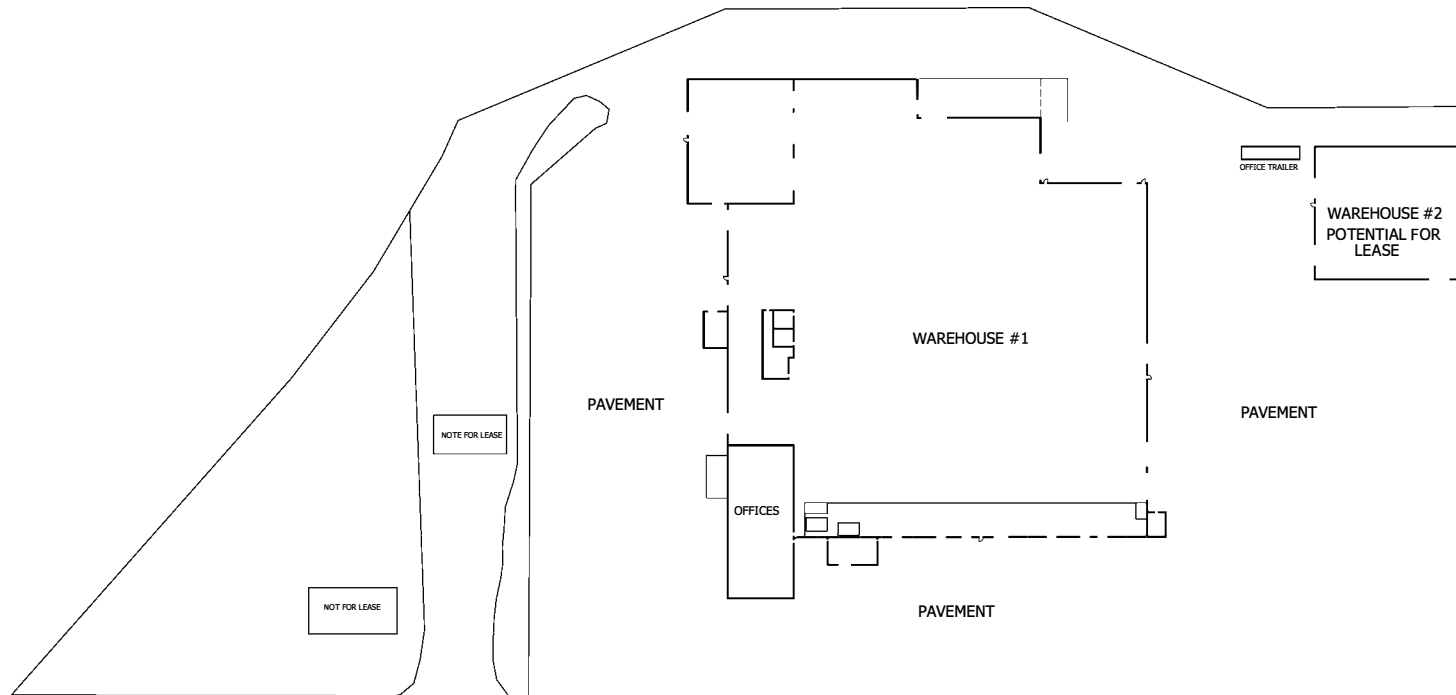 OFFICE TRAILER
WAREHOUSE #2
POTENTIAL FOR
LEASE
WAREHOUSE #1
PAVEMENT
PAVEMENT
NOTE FOR LEASE
OFFICES
NOT FOR LEASE
PAVEMENT